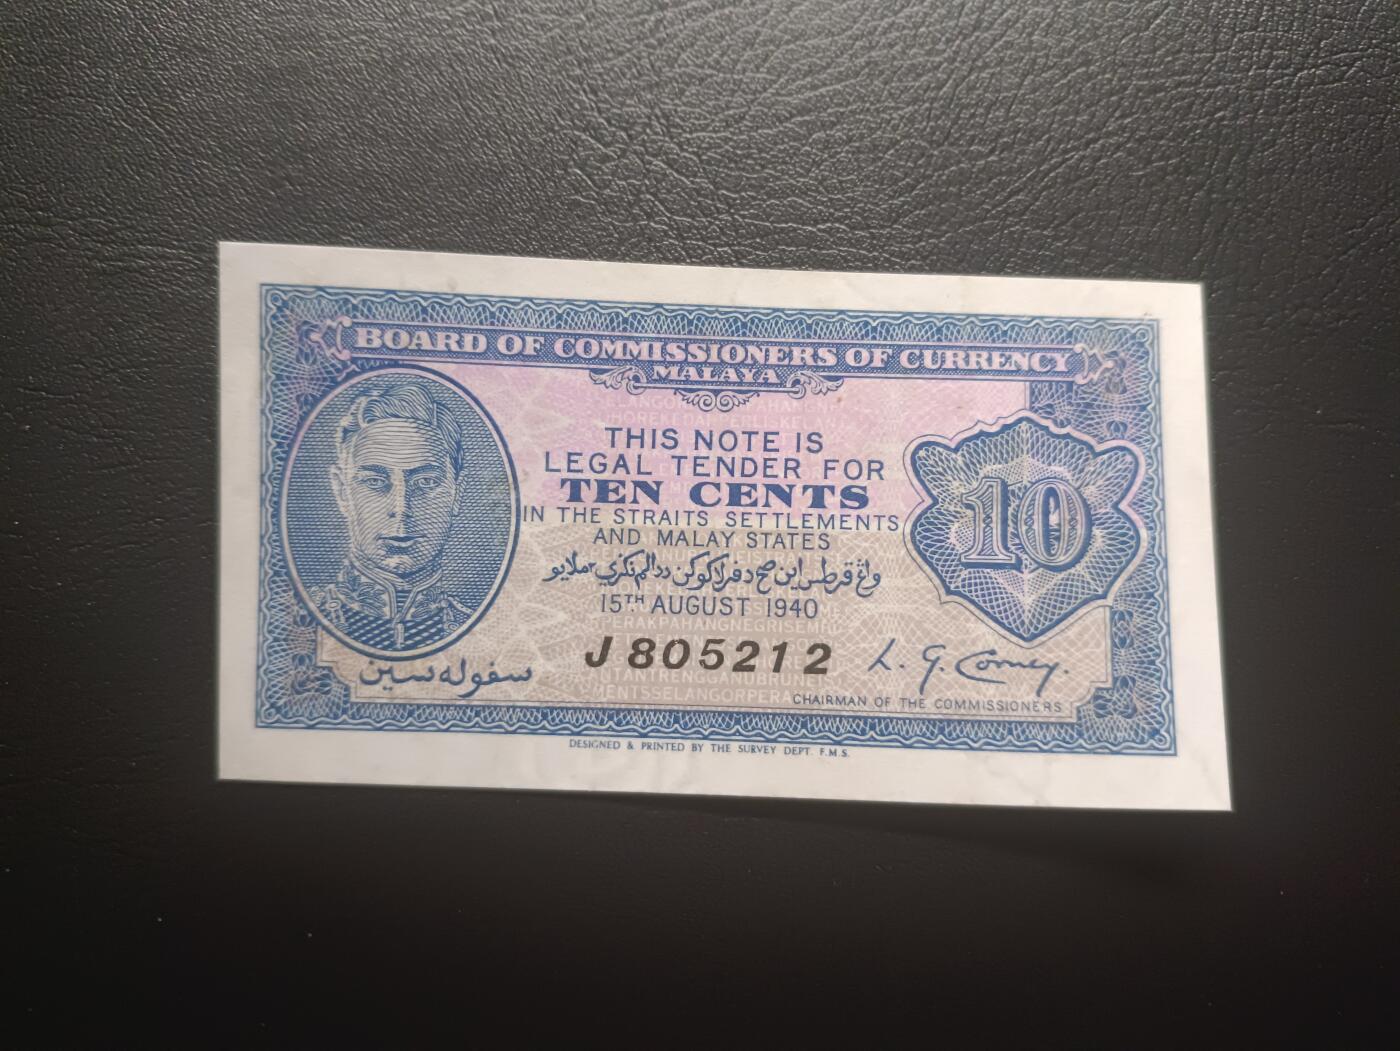 BOARD OF COMMISSIONERS OF CURRENCY
MALAYA
THIS NOTE IS
LEGAL TENDER FOR
TEN CENTS
IN THE STRAITS SETTLEMENTS
AND MALAY STATES
15TH AUGUST 1940
10
J 805212
سفوله سين
L. G. Corney.
CHAIRMAN OF THE COMMISSIONERS
DESIGNED & PRINTED BY THE SURVEY DEPT. F.M.S.